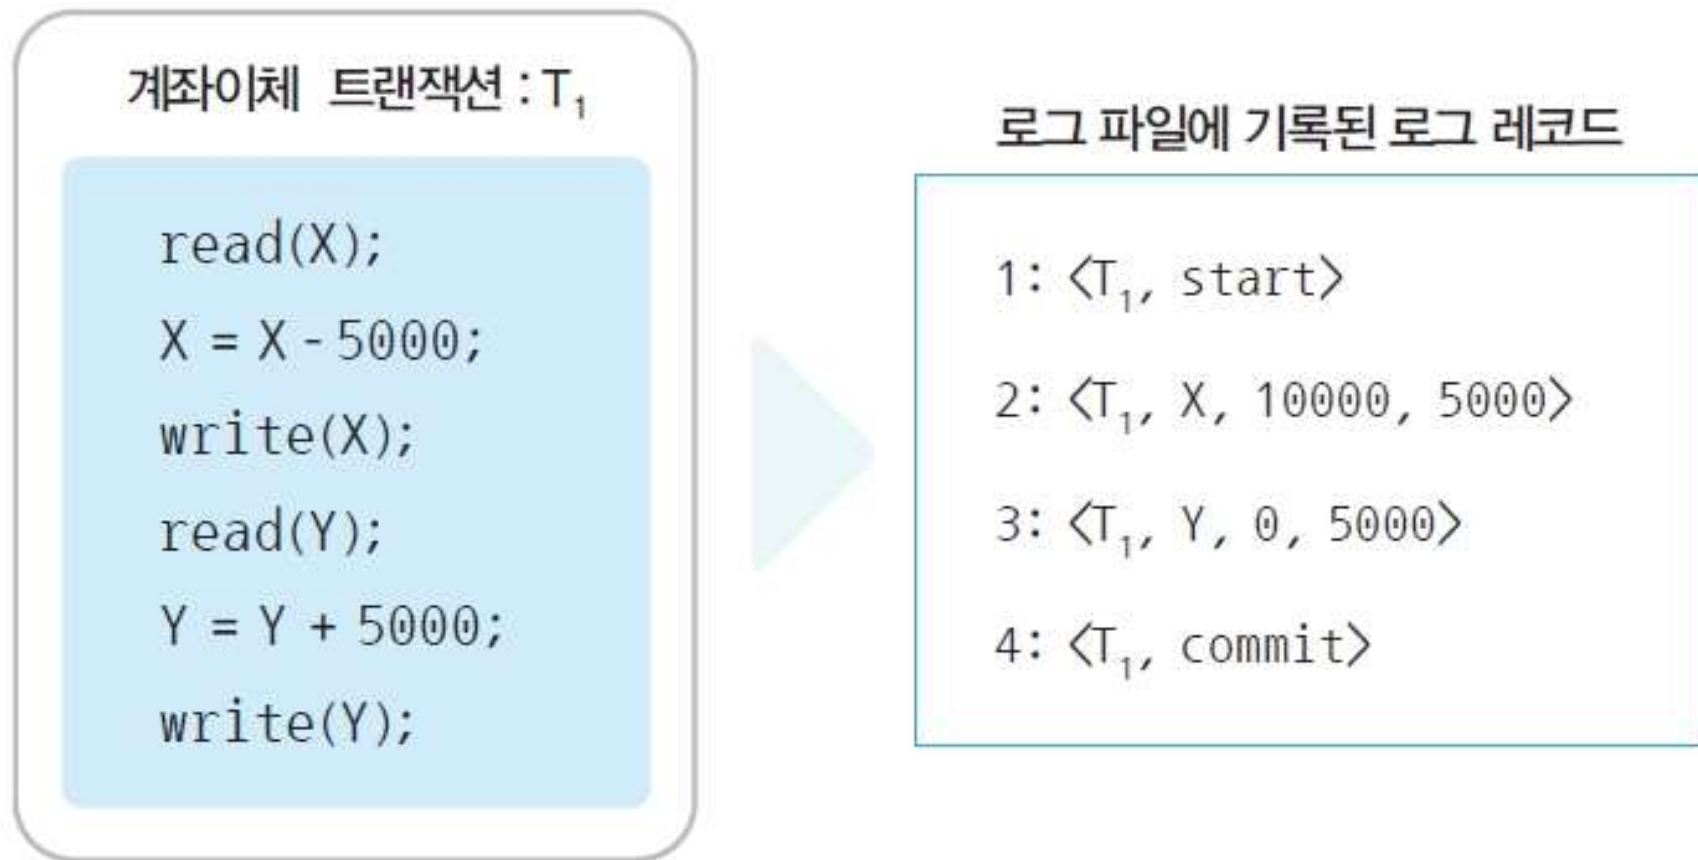 계좌이체 트랜잭션 : T₁
read(X);
X = X - 5000;
write(X);
read(Y);
Y = Y + 5000;
write(Y);
로그 파일에 기록된 로그 레코드
1: <T₁, start>
2: <T₁, X, 10000, 5000>
3: <T₁, Y, 0, 5000>
4: <T₁, commit>